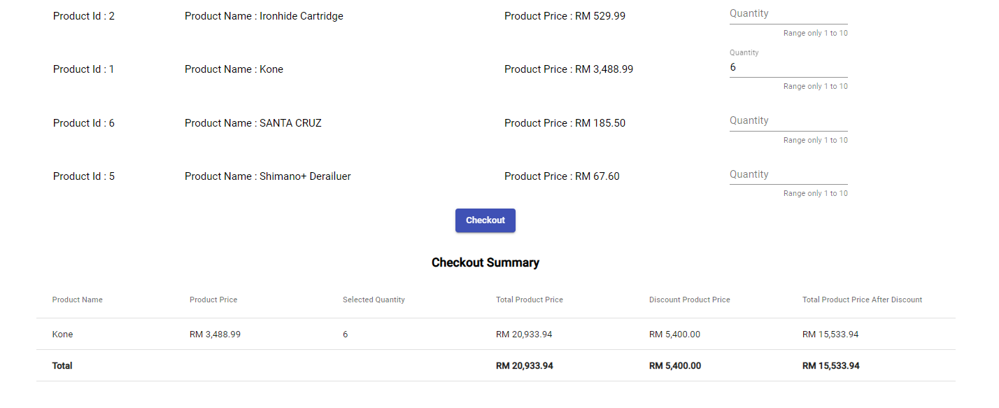 Product Id : 2 Product Name : Ironhide Cartridge Product Price : RM 529.99 Quantity
Range only 1 to 10
Quantity
Product Id : 1 Product Name : Kone Product Price : RM 3,488.99 6
Range only 1 to 10
Product Id : 6 Product Name : SANTA CRUZ Product Price : RM 185.50 Quantity
Range only 1 to 10
Product Id : 5 Product Name : Shimano+ Derailuer Product Price : RM 67.60 Quantity
Range only 1 to 10
Checkout
Checkout Summary
Product Name Product Price Selected Quantity Total Product Price Discount Product Price Total Product Price After Discount
Kone RM 3,488.99 6 RM 20,933.94 RM 5,400.00 RM 15,533.94
Total RM 20,933.94 RM 5,400.00 RM 15,533.94